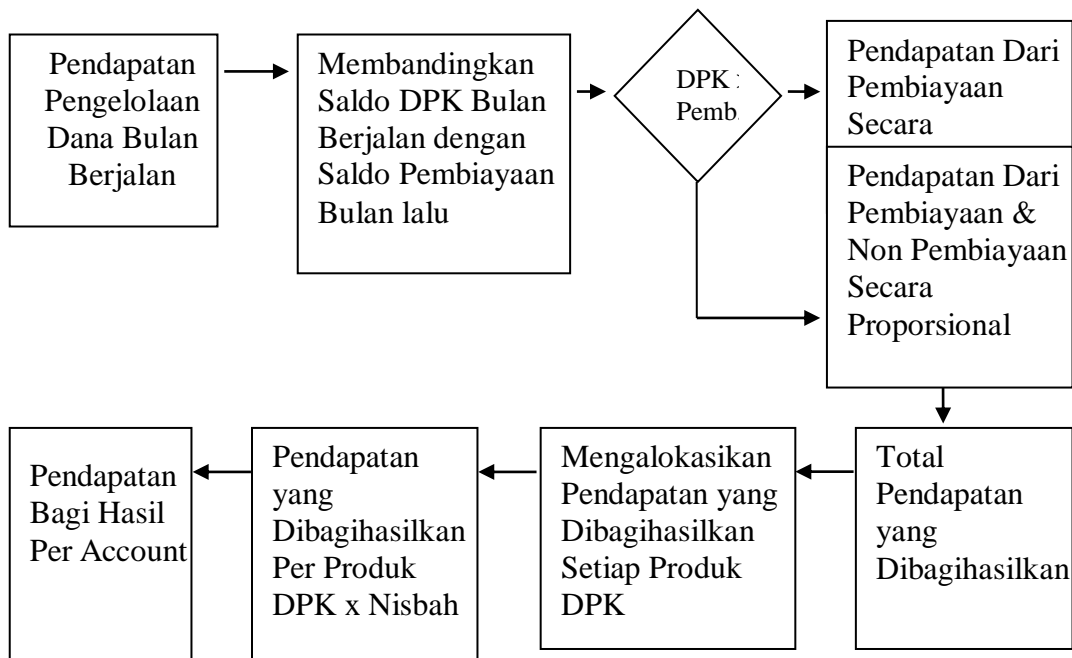 Pendapatan
Pengelolaan
Dana Bulan
Berjalan
Membandingkan
Saldo DPK Bulan
Berjalan dengan
Saldo Pembiayaan
Bulan lalu
DPK
Pemb
Pendapatan Dari
Pembiayaan
Secara
Pendapatan Dari
Pembiayaan &
Non Pembiayaan
Secara
Proporsional
Total
Pendapatan
yang
Dibagihasilkan
Mengalokasikan
Pendapatan yang
Dibagihasilkan
Setiap Produk
DPK
Pendapatan
yang
Dibagihasilkan
Per Produk
DPK x Nisbah
Pendapatan
Bagi Hasil
Per Account